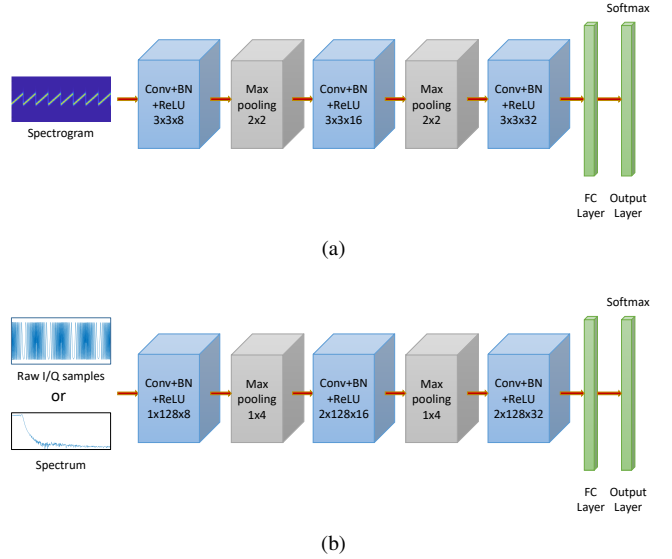 Softmax
Conv+BN
+ReLU
3x3x8
Max
pooling
2x2
Conv+BN
+ReLU
3x3x16
Max
pooling
2x2
Conv+BN
+ReLU
3x3x32
Spectrogram
FC
Layer
Output
Layer
(a)
Softmax
Raw I/Q samples
or
Spectrum
Conv+BN
+ReLU
1x128x8
Max
pooling
1x4
Conv+BN
+ReLU
2x128x16
Max
pooling
1x4
Conv+BN
+ReLU
2x128x32
FC
Layer
Output
Layer
(b)